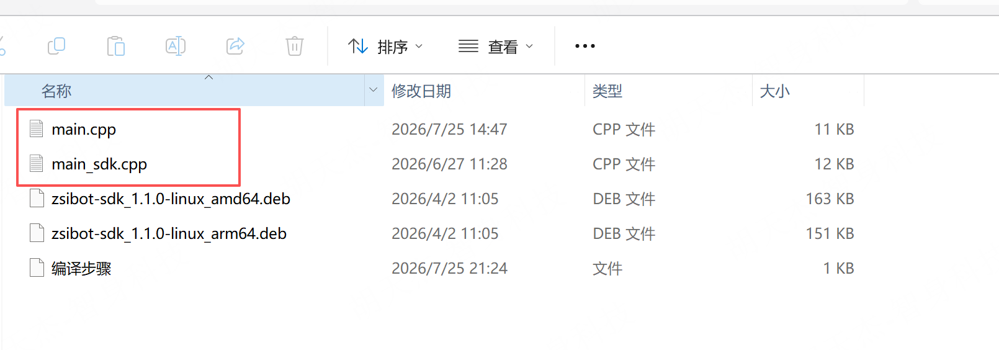 排序 查看
名称 修改日期 类型 大小
main.cpp 2026/7/25 14:47 CPP 文件 11 KB
main_sdk.cpp 2026/6/27 11:28 CPP 文件 12 KB
zsibot-sdk_1.1.0-linux_amd64.deb 2026/4/2 11:05 DEB 文件 163 KB
zsibot-sdk_1.1.0-linux_arm64.deb 2026/4/2 11:05 DEB 文件 151 KB
编译步骤 2026/7/25 21:24 文件 1 KB